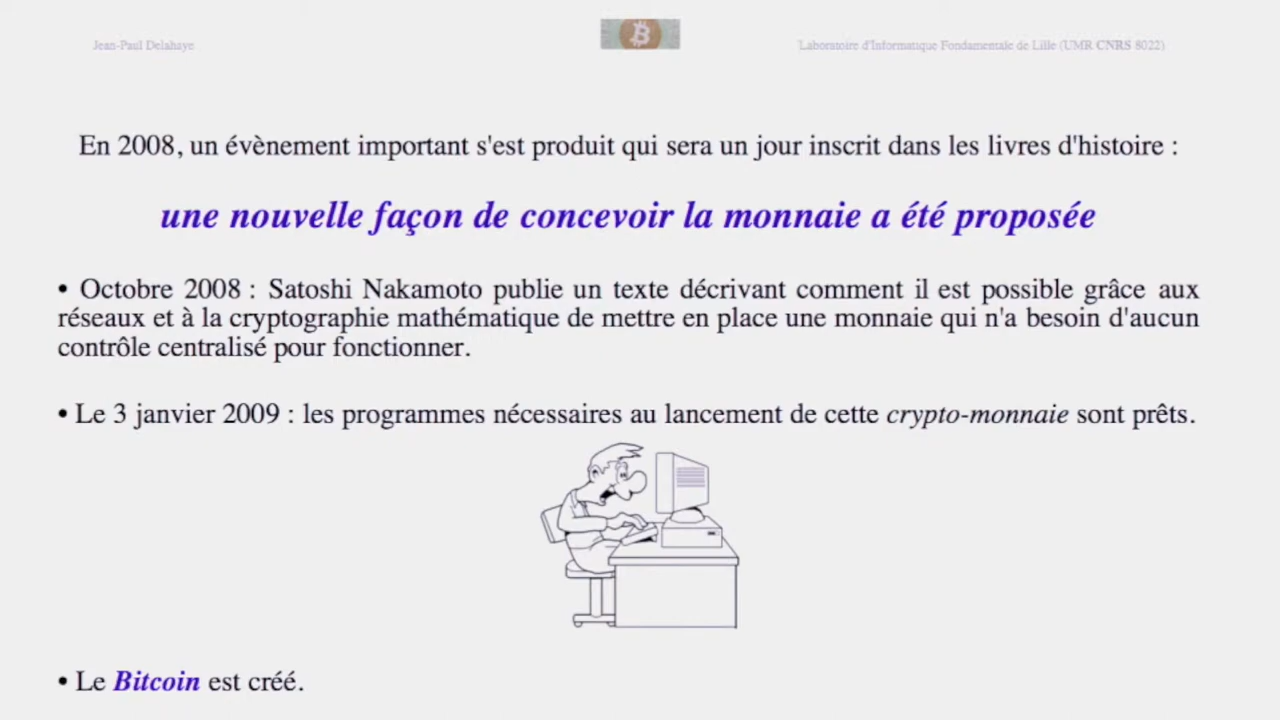 Jean-Paul Delahaye
Laboratoire d'Informatique Fondamentale de Lille (UMR CNRS 8022)
En 2008, un évènement important s'est produit qui sera un jour inscrit dans les livres d'histoire :
une nouvelle façon de concevoir la monnaie a été proposée
• Octobre 2008 : Satoshi Nakamoto publie un texte décrivant comment il est possible grâce aux
réseaux et à la cryptographie mathématique de mettre en place une monnaie qui n'a besoin d'aucun
contrôle centralisé pour fonctionner.
• Le 3 janvier 2009 : les programmes nécessaires au lancement de cette crypto-monnaie sont prêts.
• Le Bitcoin est créé.